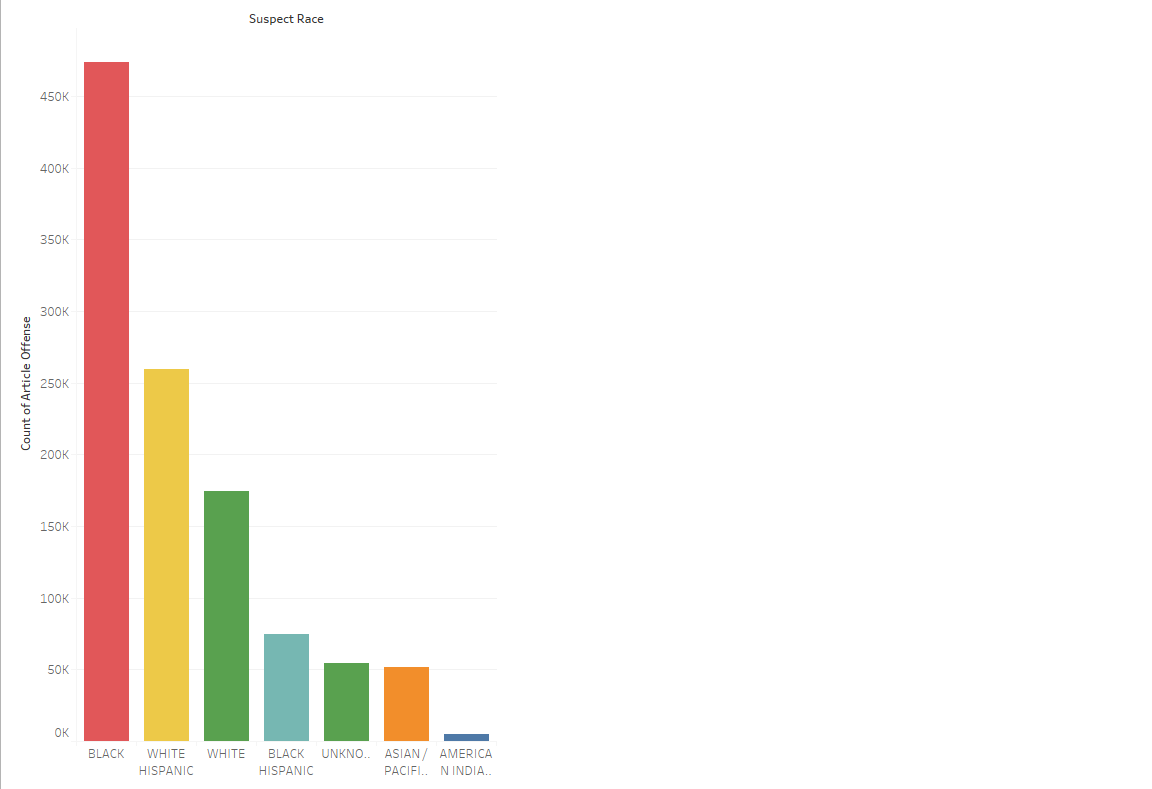 Suspect Race
Count of Article Offense
450K
400K
350K
300K
250K
200K
150K
100K
50K
0K
BLACK
WHITE
HISPANIC
WHITE
BLACK
HISPANIC
UNKNO..
ASIAN /
PACIFI..
AMERICA
N INDIA..